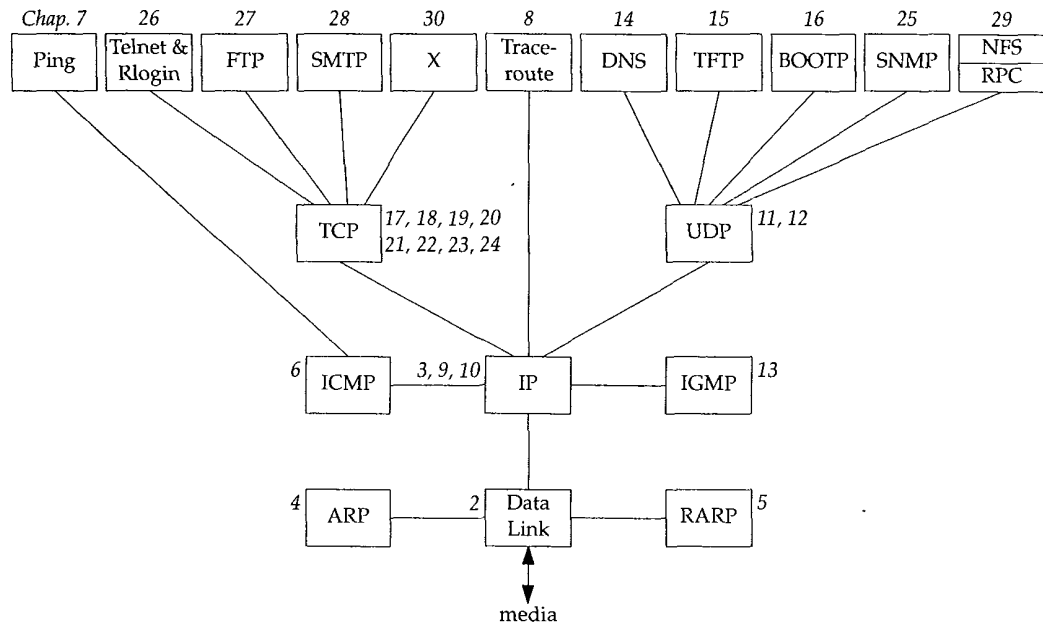 Chap. 7 26 27 28 30 8 14 15 16 25 29
Ping
Telnet &
Rlogin
FTP
SMTP
X
Trace-
route
DNS
TFTP
BOOTP
SNMP
NFS
RPC
TCP
17, 18, 19, 20
21, 22, 23, 24
UDP
11, 12
6
ICMP
3, 9, 10
IP
IGMP
13
4
ARP
2
Data
Link
RARP
5
media